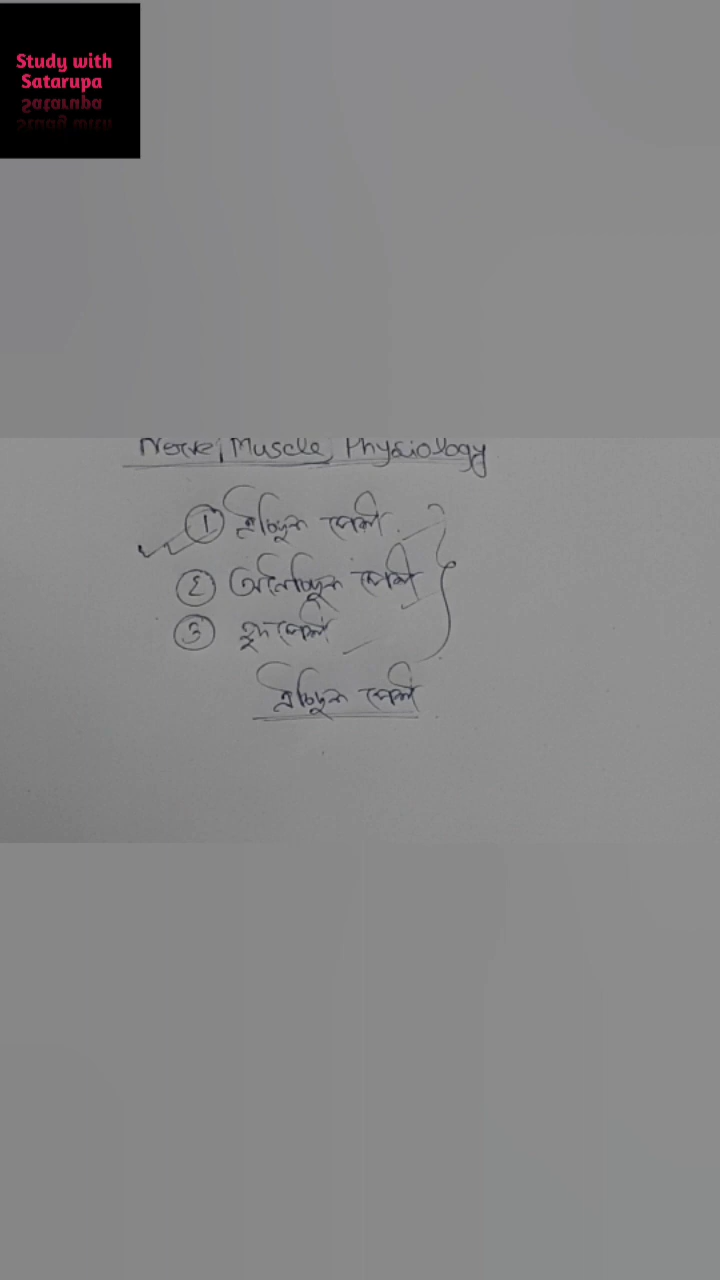 Study with
Satarupa
Nerve, Muscle, Physiology
① ঐচ্ছিক পেশী
② অনৈচ্ছিক পেশী
③ হৃদপেশী
ঐচ্ছিক পেশী